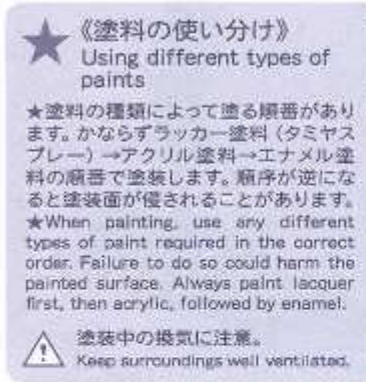 《塗料の使い分け》
Using different types of
paints
★塗料の種類によって塗る順番があり
ます。かならずラッカー塗料（タミヤス
プレー）→アクリル塗料→エナメル塗
料の順番で塗装します。順序が逆にな
ると塗装面が侵されることがあります。
★When painting, use any different
types of paint required in the correct
order. Failure to do so could harm the
painted surface. Always paint lacquer
first, then acrylic, followed by enamel.
塗装中の換気に注意。
Keep surroundings well ventilated.